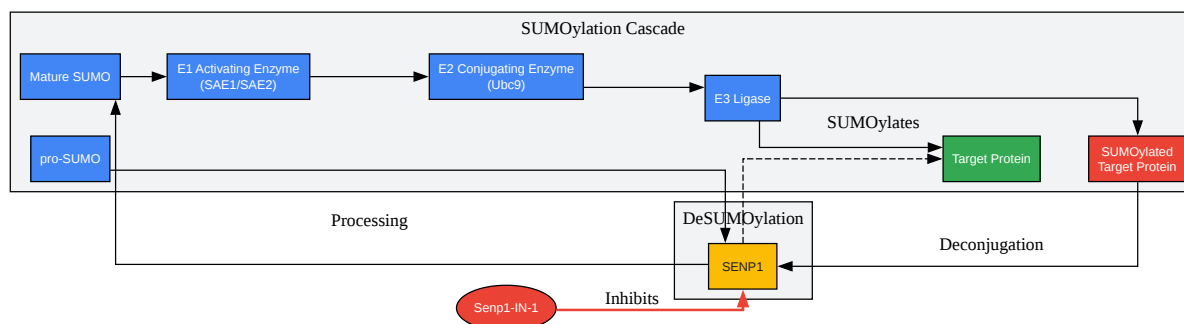 SUMOylation Cascade
Mature SUMO
E1 Activating Enzyme
(SAE1/SAE2)
E2 Conjugating Enzyme
(Ubc9)
E3 Ligase
SUMOylates
pro-SUMO
Target Protein
SUMOylated
Target Protein
Processing
DeSUMOylation
Deconjugation
SENP1
Senp1-IN-1
Inhibits